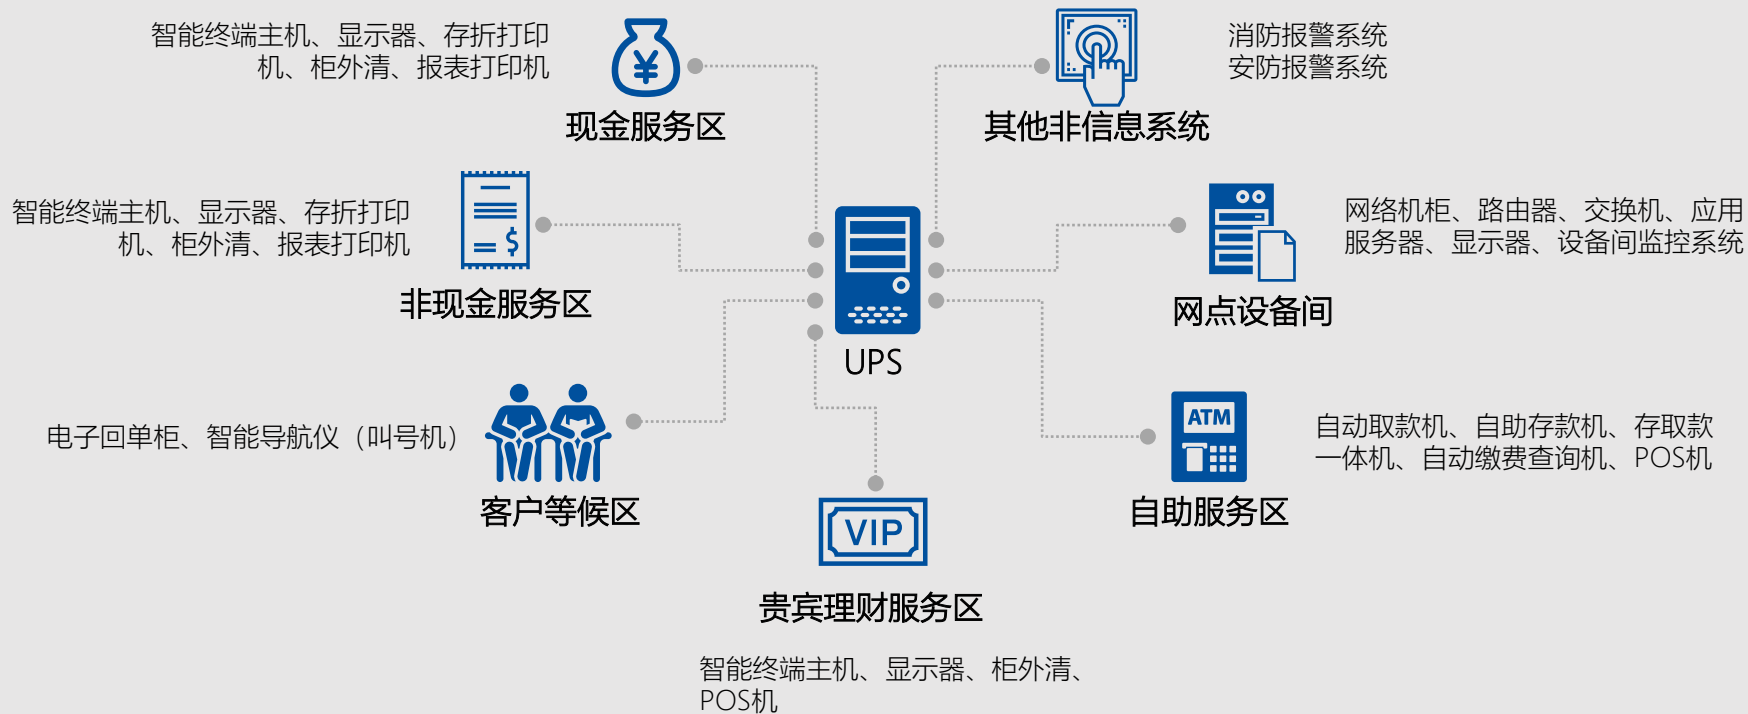 智能终端主机、显示器、存折打印
机、柜外清、报表打印机
¥
现金服务区
消防报警系统
安防报警系统
其他非信息系统
智能终端主机、显示器、存折打印
机、柜外清、报表打印机
$
非现金服务区
网络机柜、路由器、交换机、应用
服务器、显示器、设备间监控系统
网点设备间
UPS
电子回单柜、智能导航仪（叫号机）
客户等候区
ATM
自动取款机、自助存款机、存取款
一体机、自动缴费查询机、POS机
自助服务区
VIP
贵宾理财服务区
智能终端主机、显示器、柜外清、
POS机